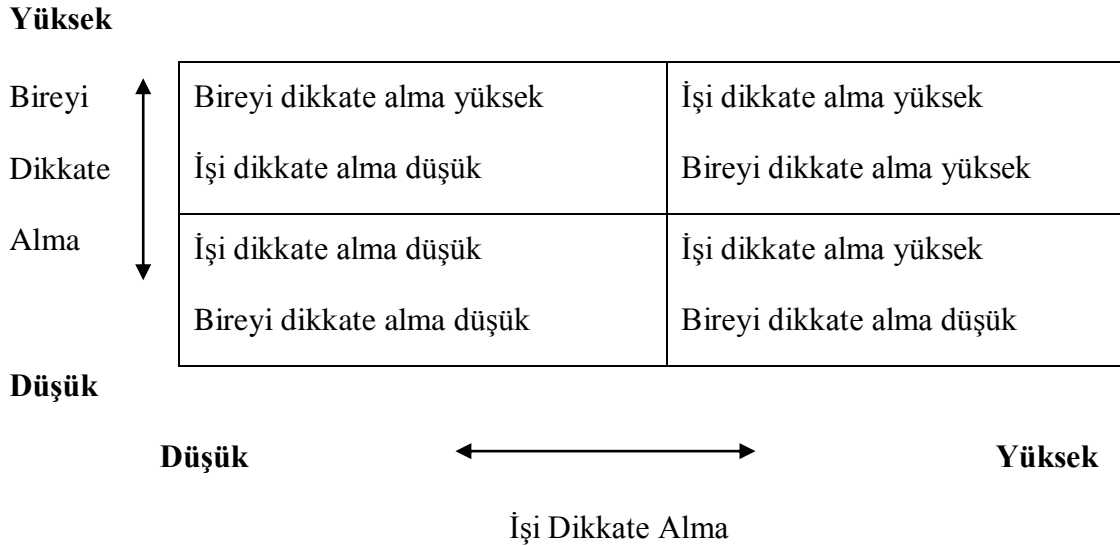 Yüksek
Bireyi
Dikkate
Alma
Bireyi dikkate alma yüksek
İşi dikkate alma düşük
İşi dikkate alma yüksek
Bireyi dikkate alma yüksek
İşi dikkate alma düşük
Bireyi dikkate alma düşük
İşi dikkate alma yüksek
Bireyi dikkate alma düşük
Düşük
Düşük
Yüksek
İşi Dikkate Alma